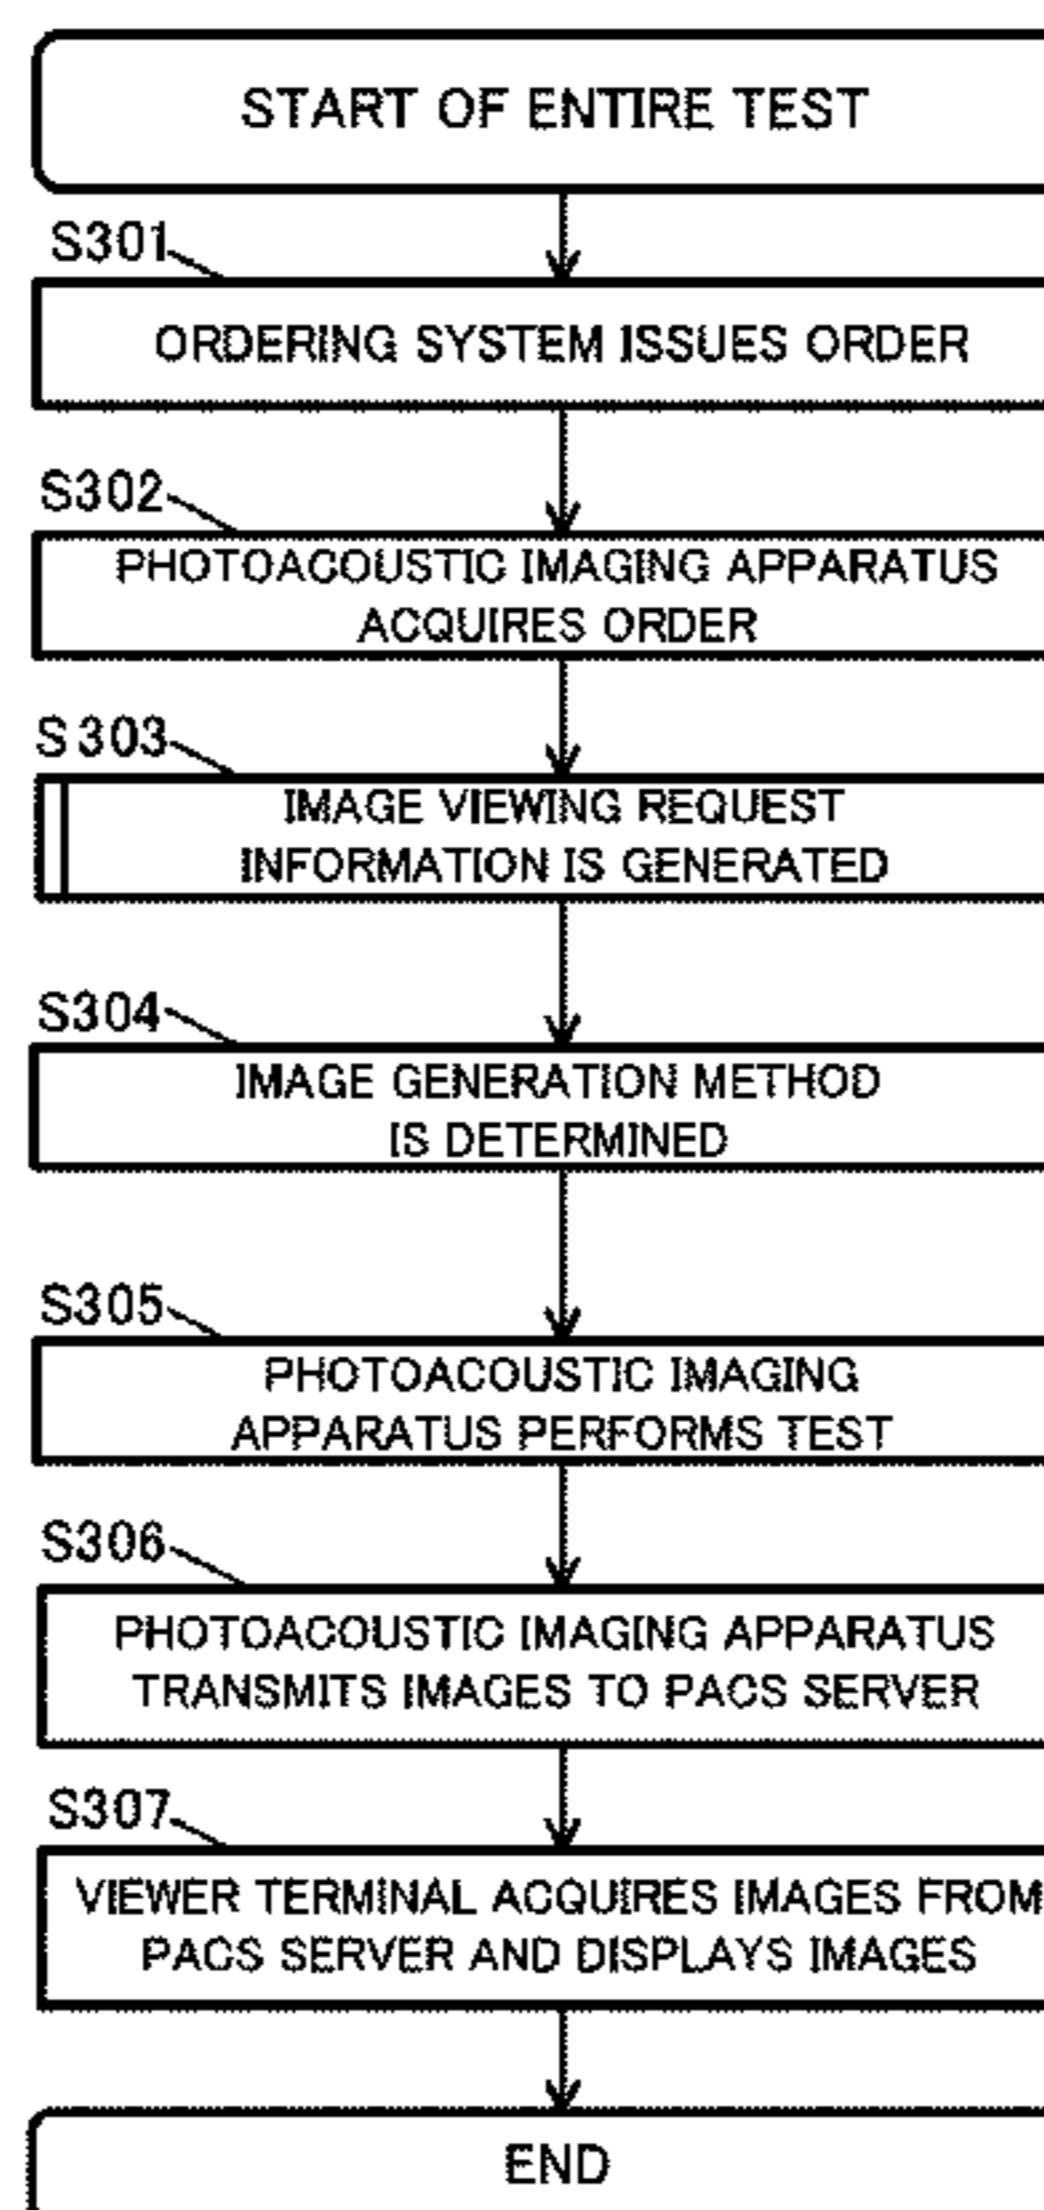 START OF ENTIRE TEST
S301
ORDERING SYSTEM ISSUES ORDER
S302
PHOTOACOUSTIC IMAGING APPARATUS
ACQUIRES ORDER
S303
IMAGE VIEWING REQUEST
INFORMATION IS GENERATED
S304
IMAGE GENERATION METHOD
IS DETERMINED
S305
PHOTOACOUSTIC IMAGING
APPARATUS PERFORMS TEST
S306
PHOTOACOUSTIC IMAGING APPARATUS
TRANSMITS IMAGES TO PACS SERVER
S307
VIEWER TERMINAL ACQUIRES IMAGES FROM
PACS SERVER AND DISPLAYS IMAGES
END